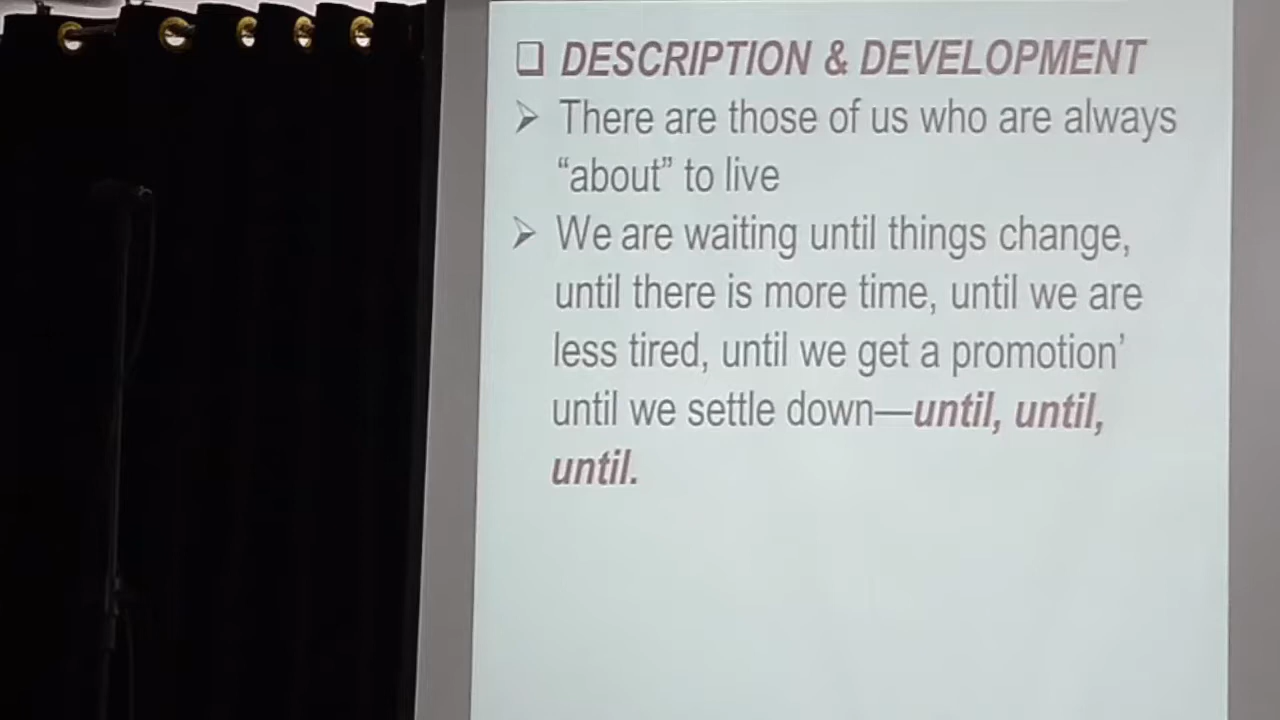 ❑ DESCRIPTION & DEVELOPMENT
➢ There are those of us who are always
“about” to live
➢ We are waiting until things change,
until there is more time, until we are
less tired, until we get a promotion’
until we settle down—until, until,
until.